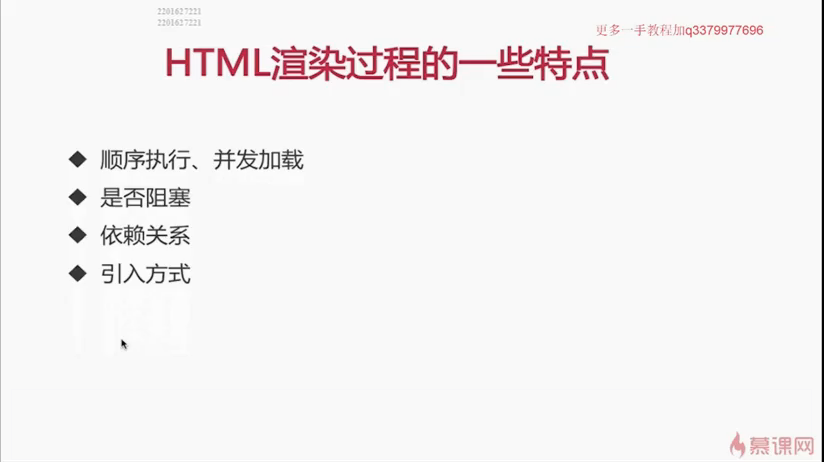 2201627221
2201627221
更多一手教程加q3379977696
HTML渲染过程的一些特点
◆ 顺序执行、并发加载
◆ 是否阻塞
◆ 依赖关系
◆ 引入方式
慕课网